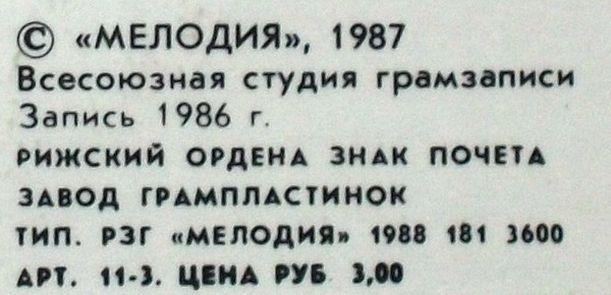 © «МЕЛОДИЯ», 1987
Всесоюзная студия грамзаписи
Запись 1986 г.
РИЖСКИЙ ОРДЕНА ЗНАК ПОЧЕТА
ЗАВОД ГРАМПЛАСТИНОК
ТИП. РЗГ «МЕЛОДИЯ» 1988 181 3600
АРТ. 11-3. ЦЕНА РУБ 3,00